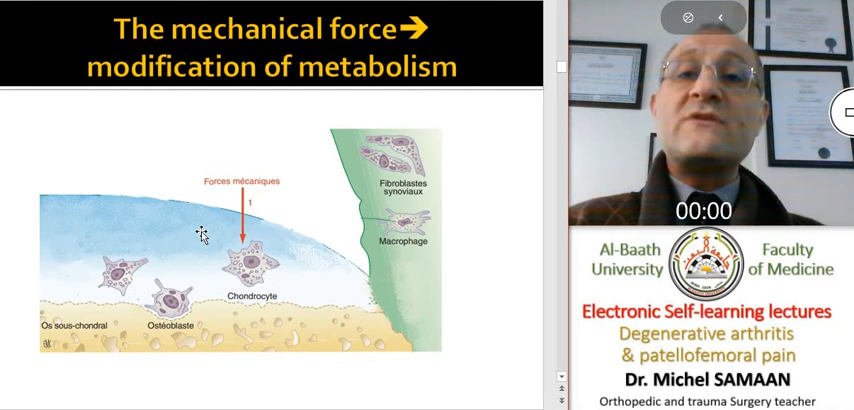 The mechanical force➔
modification of metabolism
Forces mécaniques
1
Fibroblastes
synoviaux
Macrophage
Chondrocyte
Os sous-chondral
Ostéoblaste
00:00
Al-Baath
University
Faculty
of Medicine
Electronic Self-learning lectures
Degenerative arthritis
& patellofemoral pain
Dr. Michel SAMAAN
Orthopedic and trauma Surgery teacher